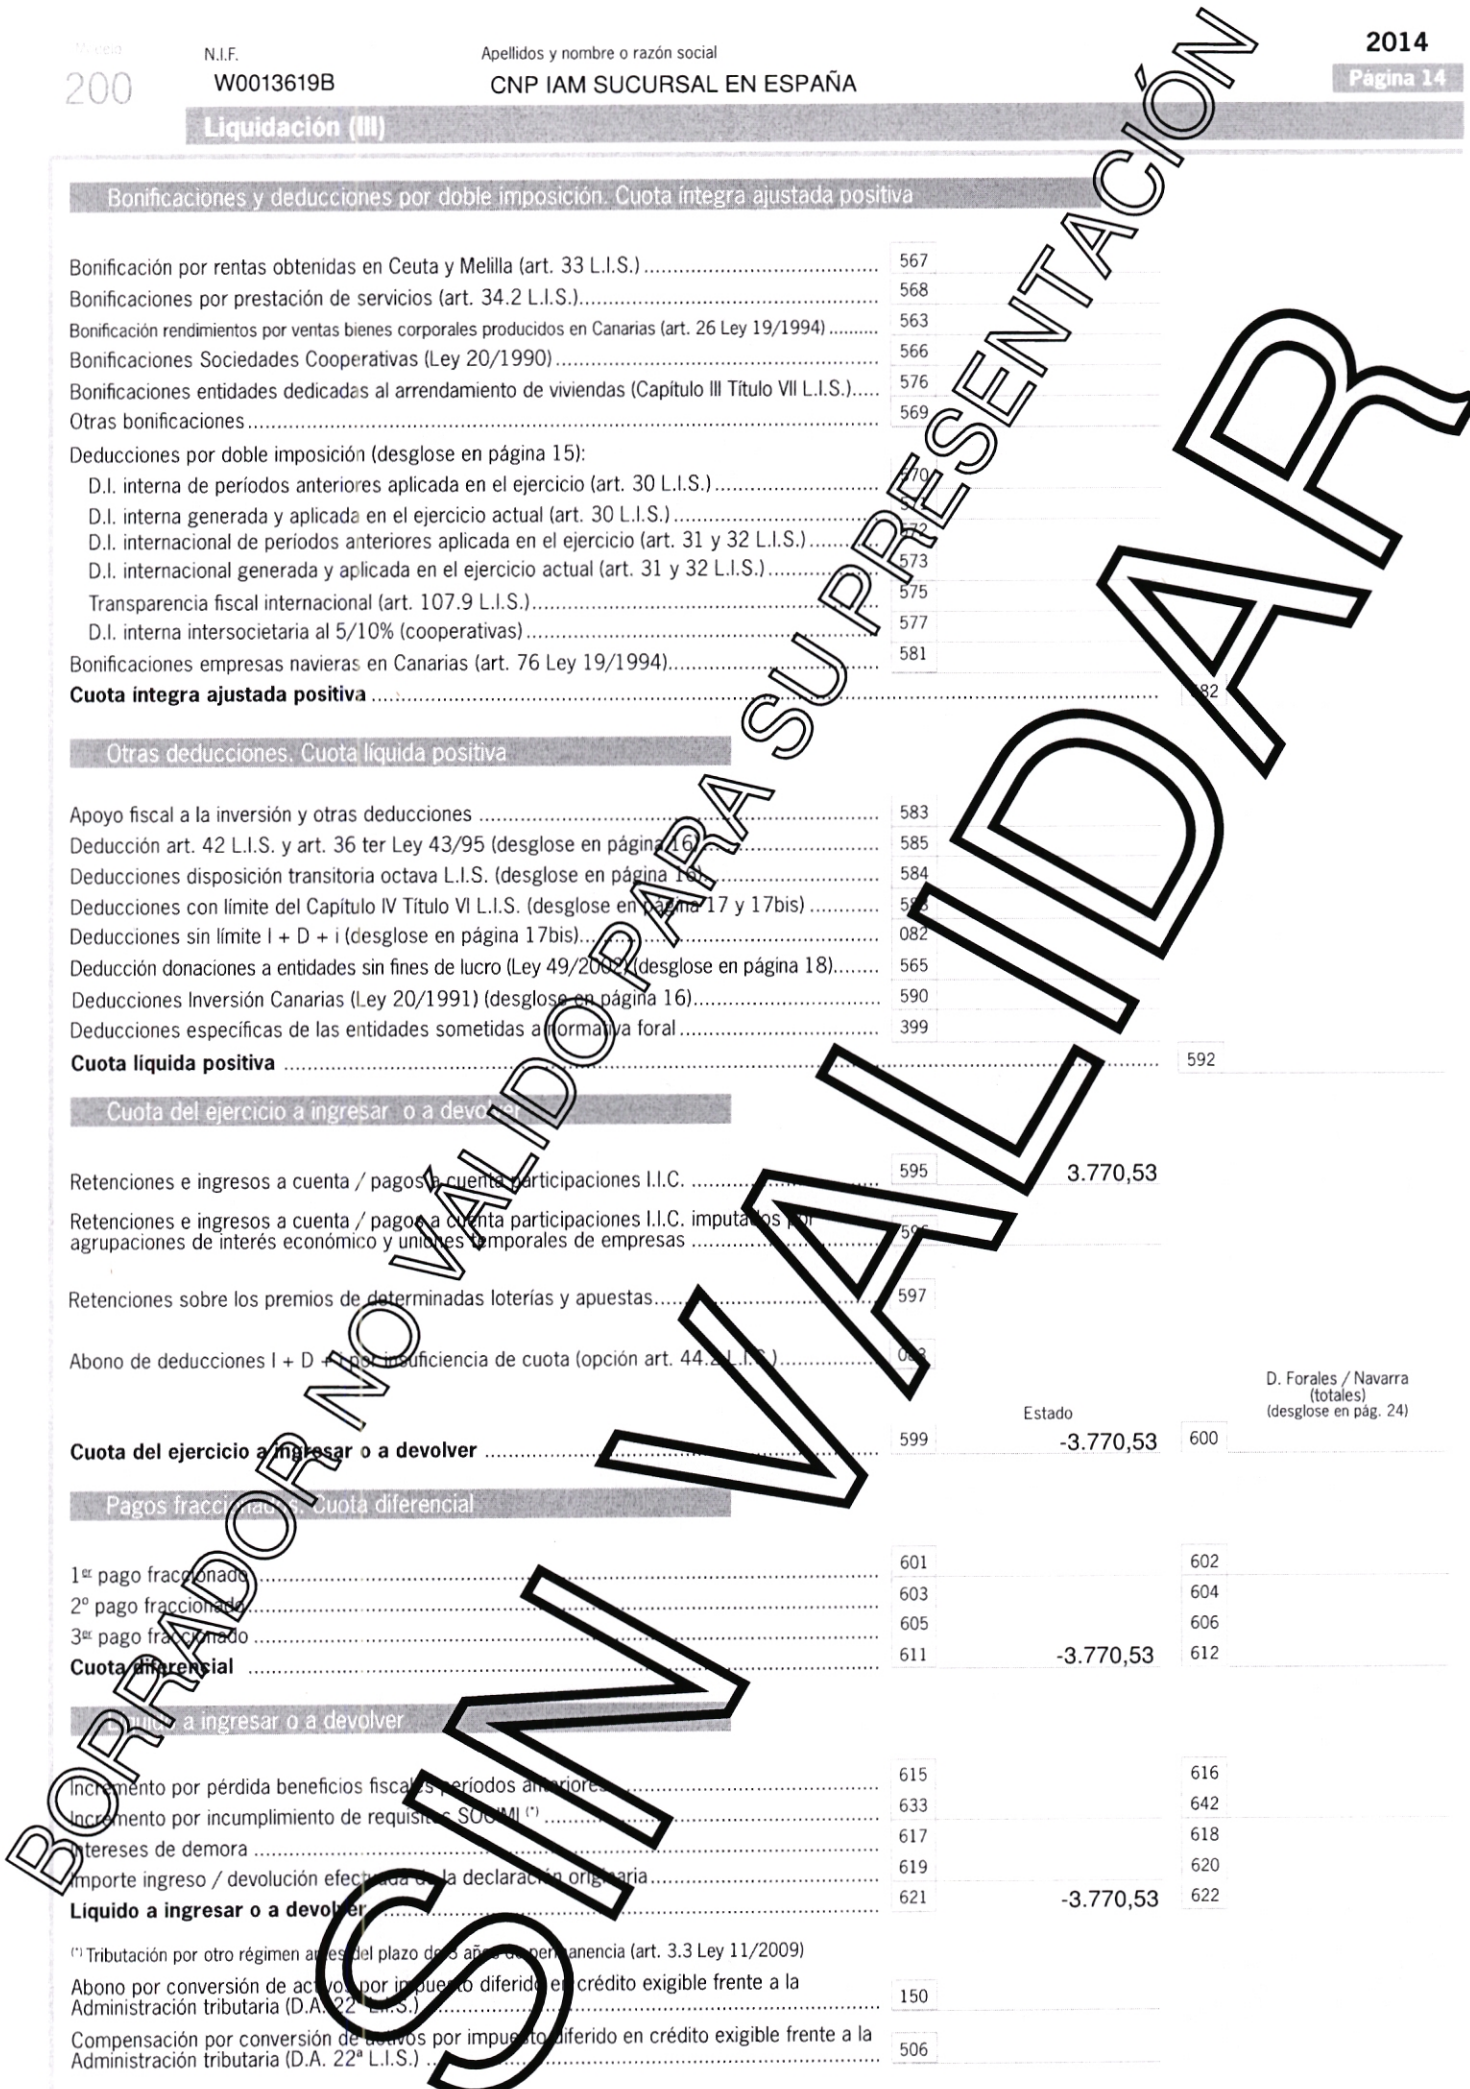 Modelo
200
N.I.F.
W0013619B
Apellidos y nombre o razón social
CNP IAM SUCURSAL EN ESPAÑA
2014
Página 14
Liquidación (III)
Bonificaciones y deducciones por doble imposición. Cuota íntegra ajustada positiva
Bonificación por rentas obtenidas en Ceuta y Melilla (art. 33 L.I.S.) 567
Bonificaciones por prestación de servicios (art. 34.2 L.I.S.) 568
Bonificación rendimientos por ventas bienes corporales producidos en Canarias (art. 26 Ley 19/1994) 563
Bonificaciones Sociedades Cooperativas (Ley 20/1990) 566
Bonificaciones entidades dedicadas al arrendamiento de viviendas (Capítulo III Título VII L.I.S.) 576
Otras bonificaciones 569
Deducciones por doble imposición (desglose en página 15):
D.I. interna de períodos anteriores aplicada en el ejercicio (art. 30 L.I.S.) 570
D.I. interna generada y aplicada en el ejercicio actual (art. 30 L.I.S.) 571
D.I. internacional de períodos anteriores aplicada en el ejercicio (art. 31 y 32 L.I.S.) 572
D.I. internacional generada y aplicada en el ejercicio actual (art. 31 y 32 L.I.S.) 573
Transparencia fiscal internacional (art. 107.9 L.I.S.) 575
D.I. interna intersocietaria al 5/10% (cooperativas) 577
Bonificaciones empresas navieras en Canarias (art. 76 Ley 19/1994) 581
Cuota íntegra ajustada positiva 582
Otras deducciones. Cuota líquida positiva
Apoyo fiscal a la inversión y otras deducciones 583
Deducción art. 42 L.I.S. y art. 36 ter Ley 43/95 (desglose en página 16) 585
Deducciones disposición transitoria octava L.I.S. (desglose en página 16) 584
Deducciones con límite del Capítulo IV Título VI L.I.S. (desglose en página 17 y 17bis) 588
Deducciones sin límite I + D + i (desglose en página 17bis) 082
Deducción donaciones a entidades sin fines de lucro (Ley 49/2002) (desglose en página 18) 565
Deducciones Inversión Canarias (Ley 20/1991) (desglose en página 16) 590
Deducciones específicas de las entidades sometidas a normativa foral 399
Cuota líquida positiva 592
Cuota del ejercicio a ingresar o a devolver
Retenciones e ingresos a cuenta / pagos a cuenta participaciones I.I.C. 595 3.770,53
Retenciones e ingresos a cuenta / pagos a cuenta participaciones I.I.C. imputados por
agrupaciones de interés económico y uniones temporales de empresas 596
Retenciones sobre los premios de determinadas loterías y apuestas 597
Abono de deducciones I + D + i por insuficiencia de cuota (opción art. 44.2 L.I.S.) 083
D. Forales / Navarra
(totales)
(desglose en pág. 24)
Estado
Cuota del ejercicio a ingresar o a devolver 599 -3.770,53 600
Pagos fraccionados. Cuota diferencial
1er pago fraccionado 601 602
2º pago fraccionado 603 604
3er pago fraccionado 605 606
Cuota diferencial 611 -3.770,53 612
Líquido a ingresar o a devolver
Incremento por pérdida beneficios fiscales períodos anteriores 615 616
Incremento por incumplimiento de requisitos SOCIMI (*) 633 642
Intereses de demora 617 618
Importe ingreso / devolución efectuada de la declaración originaria 619 620
Líquido a ingresar o a devolver 621 -3.770,53 622
(*) Tributación por otro régimen antes del plazo de 3 años de permanencia (art. 3.3 Ley 11/2009)
Abono por conversión de activos por impuesto diferido en crédito exigible frente a la
Administración tributaria (D.A. 22ª L.I.S.) 150
Compensación por conversión de activos por impuesto diferido en crédito exigible frente a la
Administración tributaria (D.A. 22ª L.I.S.) 506
BORRADOR NO VÁLIDO PARA SU PRESENTACIÓN
SIN VALIDAR